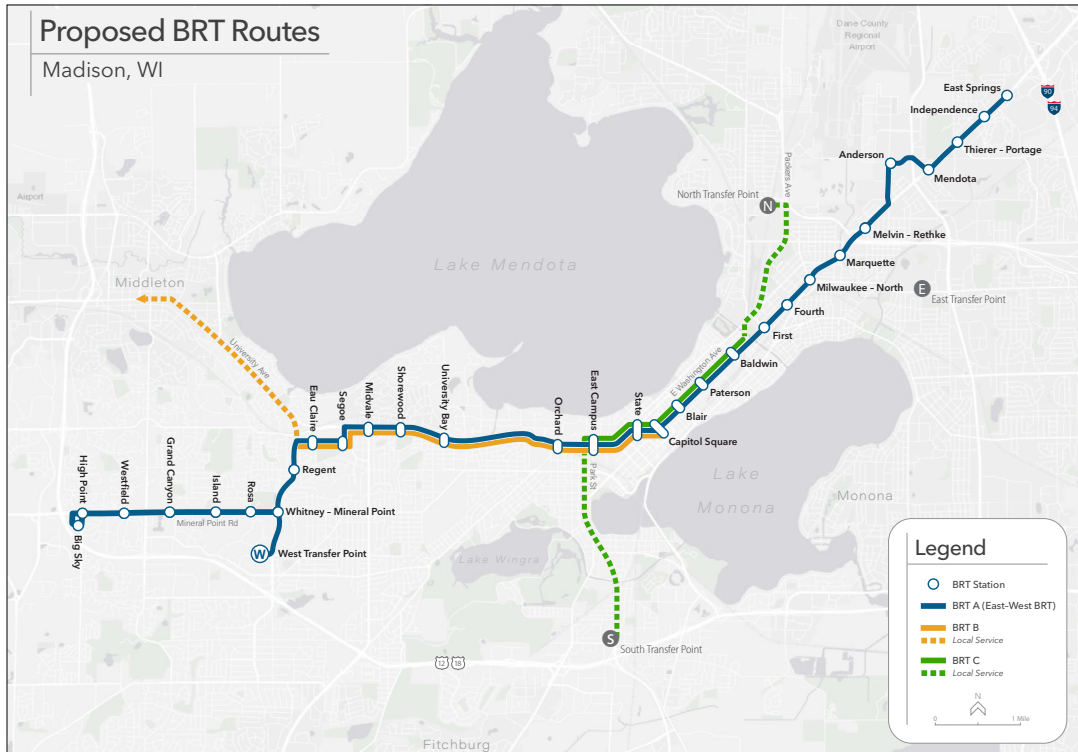 Proposed BRT Routes
Madison, WI
Dane County
Regional
Airport
East Springs
90
94
Independence
Thierer – Portage
Anderson
Mendota
Packers Ave
North Transfer Point
N
Airport
Melvin – Rethke
Marquette
Lake Mendota
Middleton
Milwaukee – North
E
East Transfer Point
Fourth
First
University Ave
E Washington Ave
Baldwin
Paterson
Blair
Capitol Square
Eau Claire
Segoe
Midvale
Shorewood
University Bay
Orchard
East Campus
State
Park St
Regent
High Point
Westfield
Grand Canyon
Island
Rosa
Whitney – Mineral Point
Mineral Point Rd
Big Sky
W
West Transfer Point
Lake
Monona
Monona
Lake Wingra
S
South Transfer Point
12
18
Fitchburg
Legend
BRT Station
BRT A (East-West BRT)
BRT B
Local Service
BRT C
Local Service
N
0
1 Mile